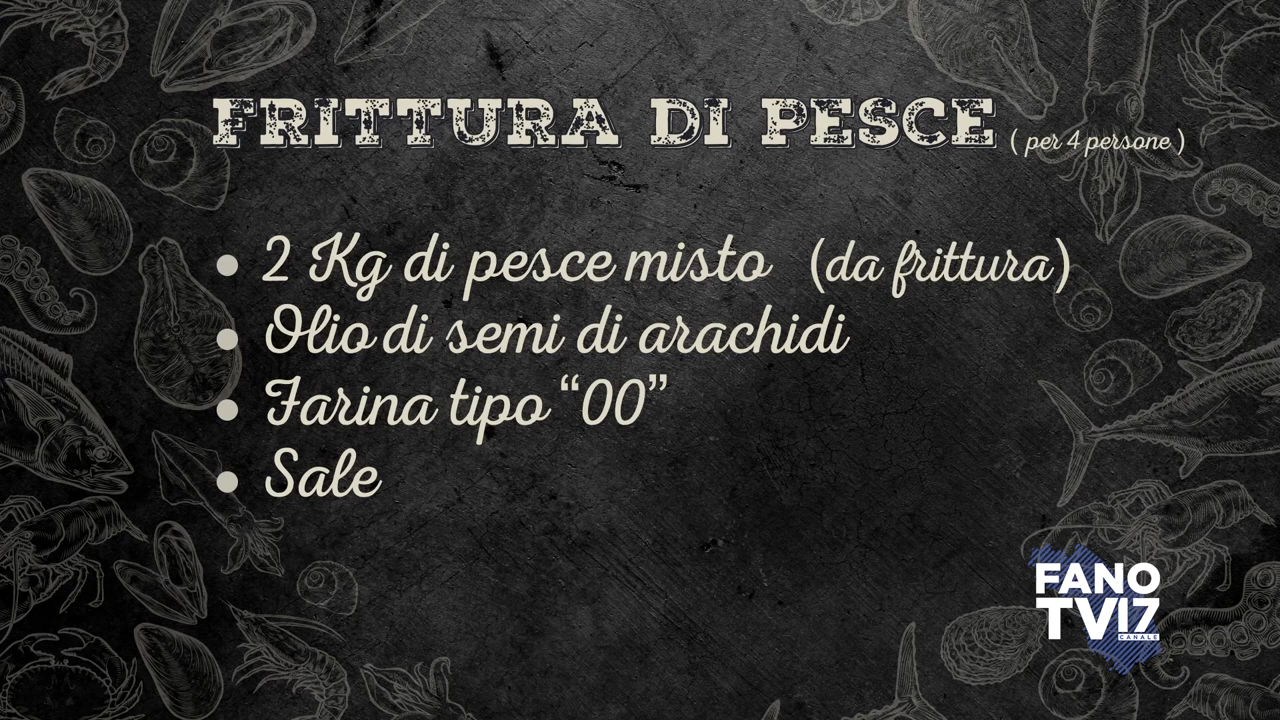 FRITTURA DI PESCE ( per 4 persone )
• 2 Kg di pesce misto (da frittura)
• Olio di semi di arachidi
• Farina tipo “00”
• Sale
FANO
TV17
CANALE